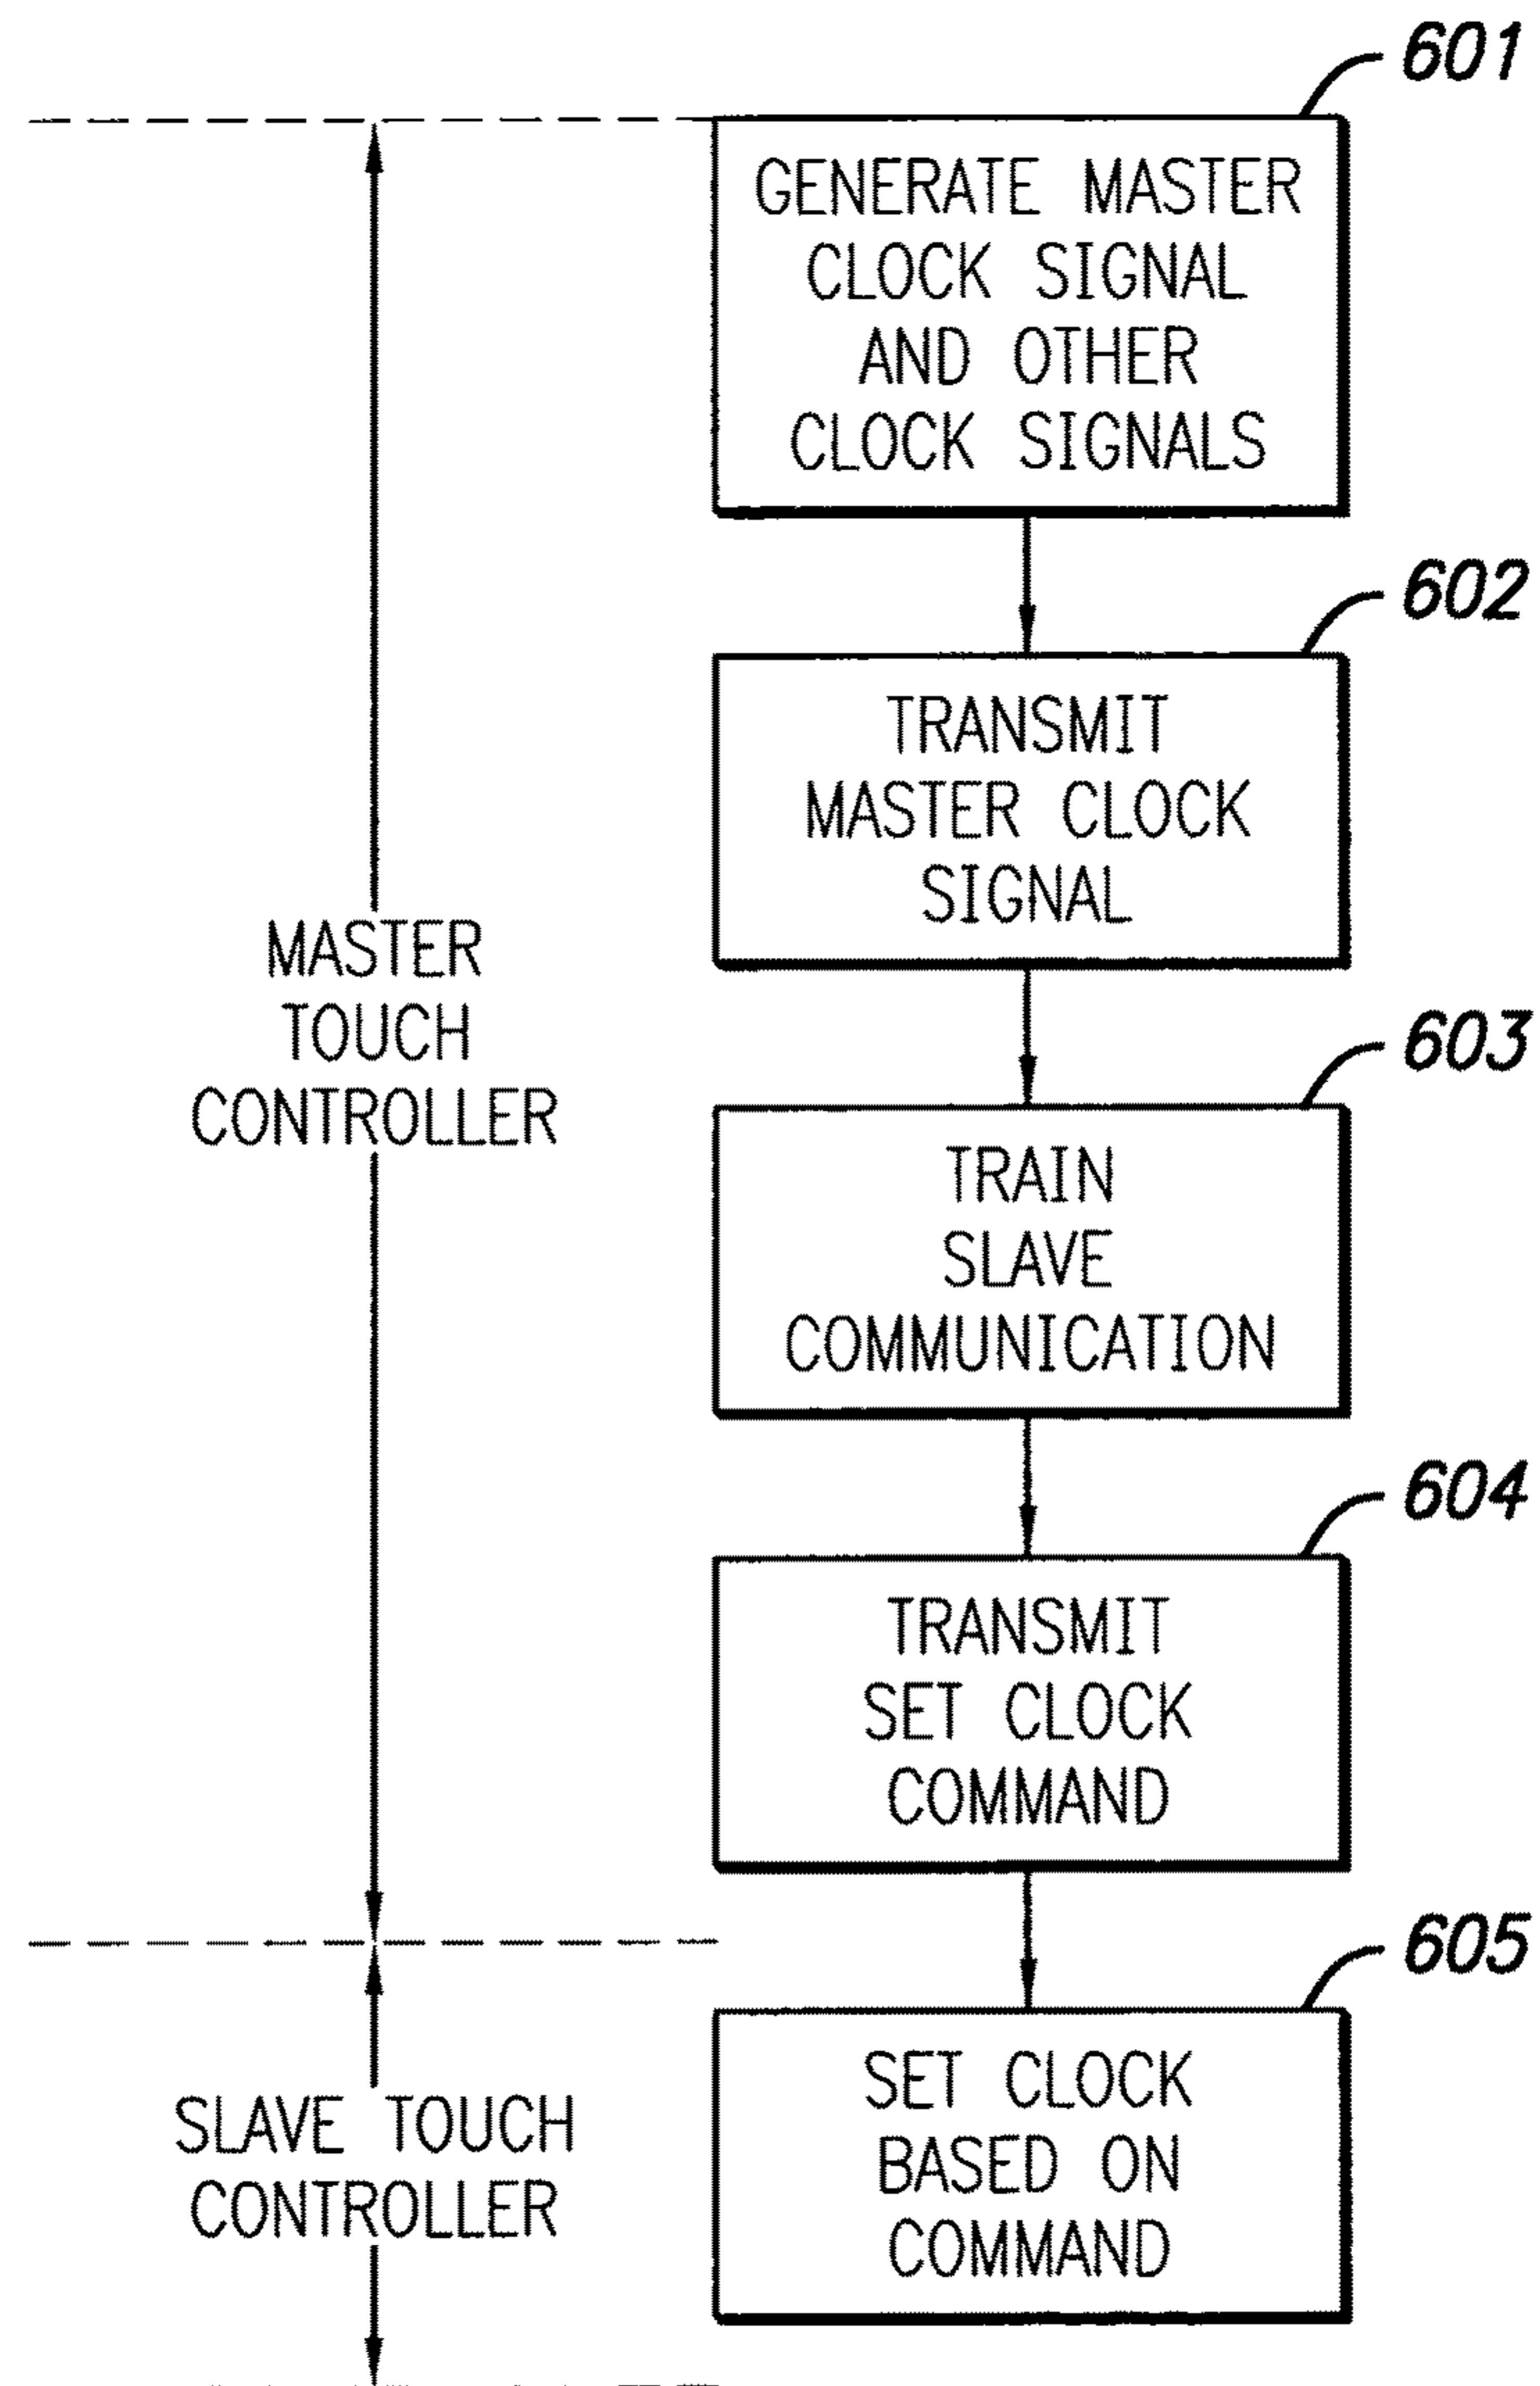 601
GENERATE MASTER
CLOCK SIGNAL
AND OTHER
CLOCK SIGNALS
602
TRANSMIT
MASTER CLOCK
SIGNAL
MASTER
TOUCH
CONTROLLER
603
TRAIN
SLAVE
COMMUNICATION
604
TRANSMIT
SET CLOCK
COMMAND
605
SET CLOCK
BASED ON
COMMAND
SLAVE TOUCH
CONTROLLER